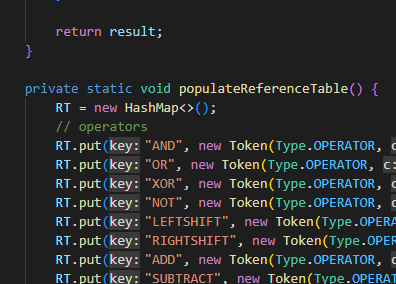 return result;
}
private static void populateReferenceTable() {
RT = new HashMap<>();
// operators
RT.put(key: "AND", new Token(Type.OPERATOR, c
RT.put(key: "OR", new Token(Type.OPERATOR, c:
RT.put(key: "XOR", new Token(Type.OPERATOR, c
RT.put(key: "NOT", new Token(Type.OPERATOR, c
RT.put(key: "LEFTSHIFT", new Token(Type.OPERA
RT.put(key: "RIGHTSHIFT", new Token(Type.OPER
RT.put(key: "ADD", new Token(Type.OPERATOR, c
RT.put(key: "SUBTRACT", new Token(Type.OPERAT